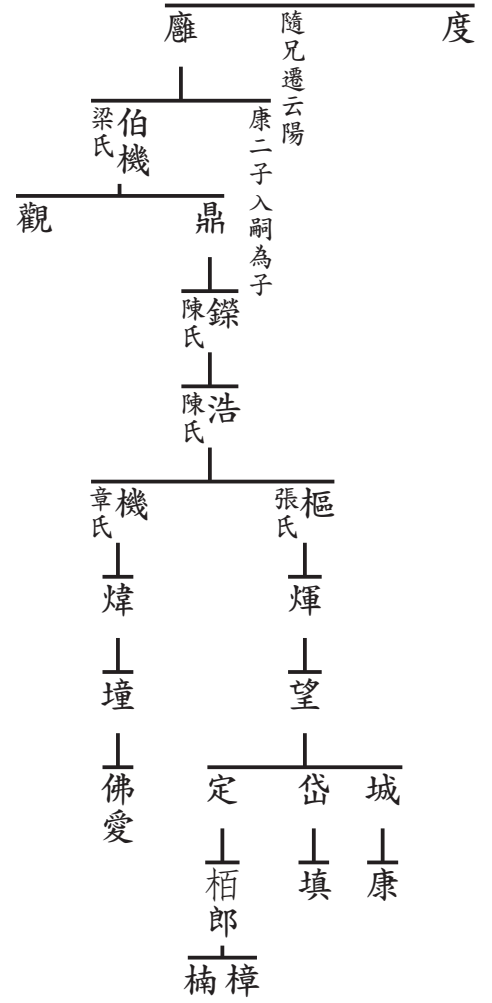 度
隨兄遷云陽
廱
康二子入嗣為子
伯機
梁氏
鼎
觀
鑅
陳氏
浩
陳氏
樞
張氏
機
章氏
煇
煒
望
墥
城
岱
定
佛愛
康
填
栢郎
樟
楠